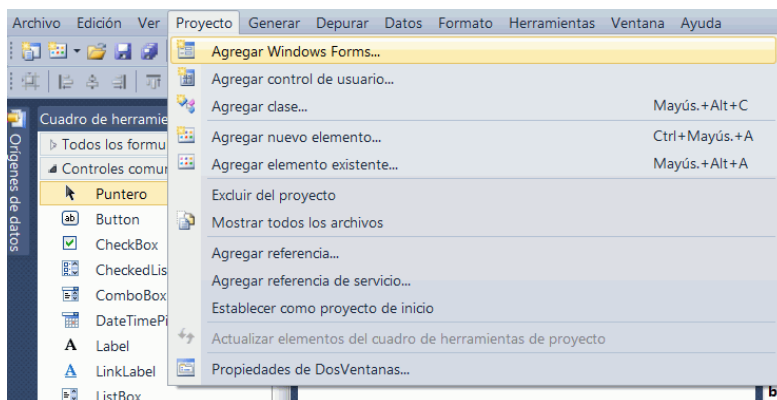 Archivo Edición Ver Proyecto Generar Depurar Datos Formato Herramientas Ventana Ayuda
Agregar Windows Forms...
Agregar control de usuario...
Agregar clase... Mayús.+Alt+C
Agregar nuevo elemento... Ctrl+Mayús.+A
Agregar elemento existente... Mayús.+Alt+A
Excluir del proyecto
Mostrar todos los archivos
Agregar referencia...
Agregar referencia de servicio...
Establecer como proyecto de inicio
Actualizar elementos del cuadro de herramientas de proyecto
Propiedades de DosVentanas...
Orígenes de datos
Cuadro de herramie
Todos los formu
Controles comur
Puntero
ab Button
CheckBox
CheckedLis
ComboBox
DateTimePi
A Label
A LinkLabel
ListBox
b